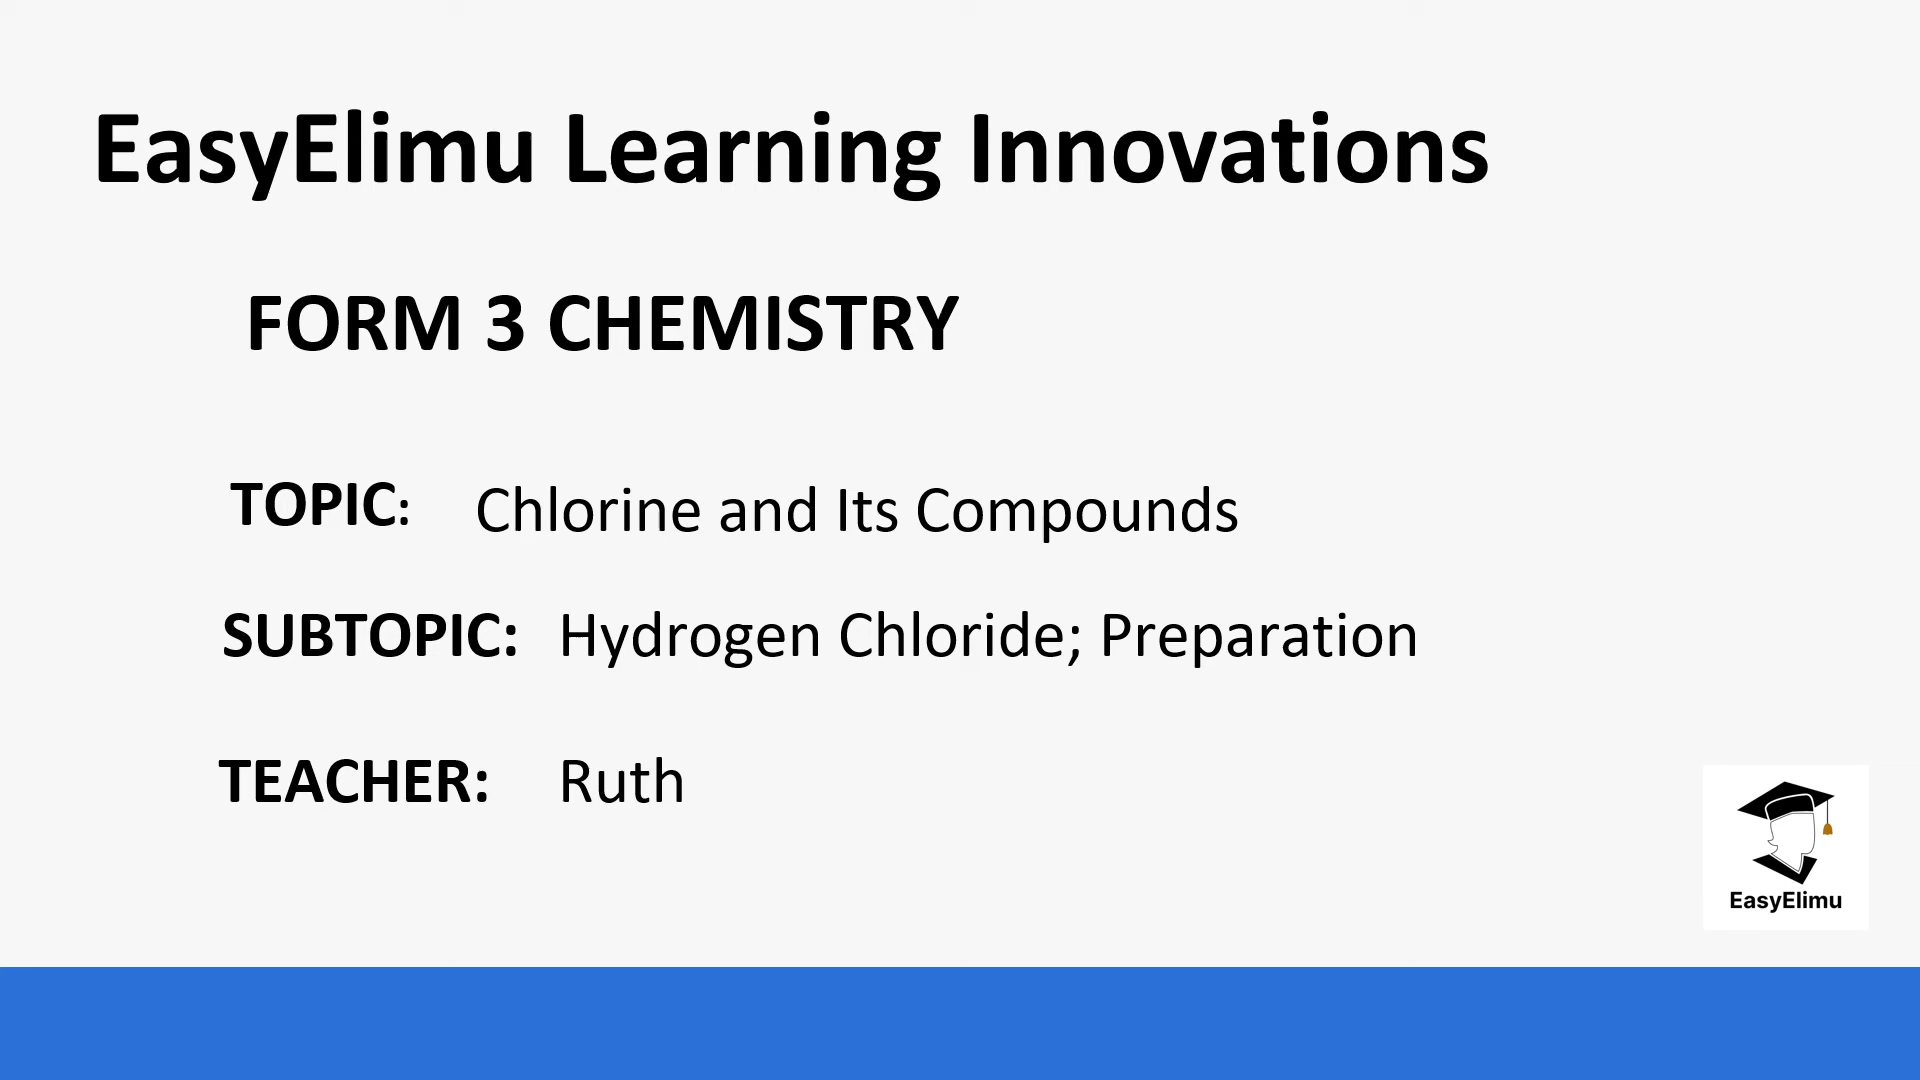 EasyElimu Learning Innovations
FORM 3 CHEMISTRY
TOPIC: Chlorine and Its Compounds
SUBTOPIC: Hydrogen Chloride; Preparation
TEACHER: Ruth
EasyElimu